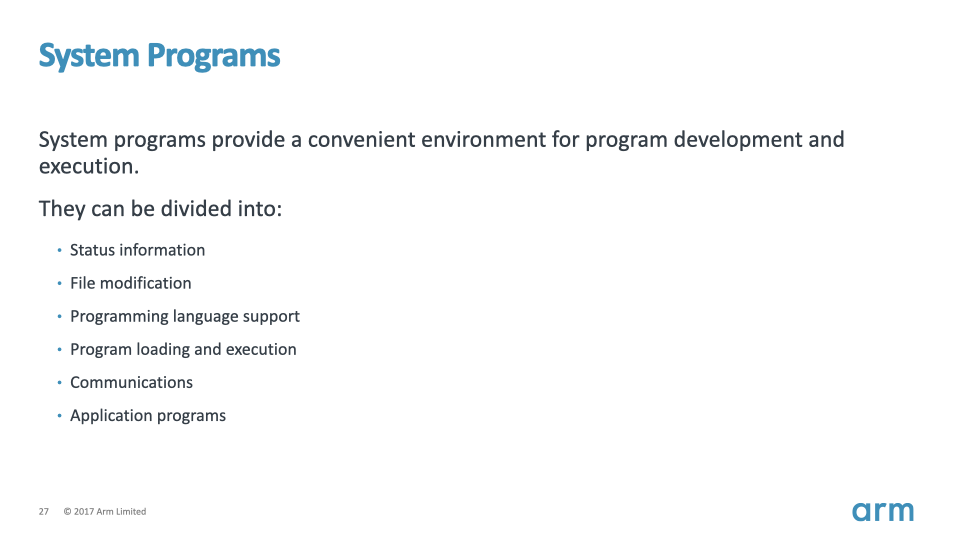 System Programs
System programs provide a convenient environment for program development and
execution.
They can be divided into:
• Status information
• File modification
• Programming language support
• Program loading and execution
• Communications
• Application programs
27 © 2017 Arm Limited
arm